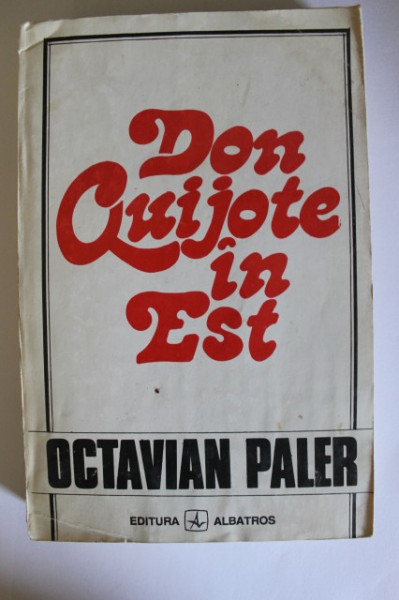 Don
Quijote
în
Est
OCTAVIAN PALER
EDITURA ALBATROS